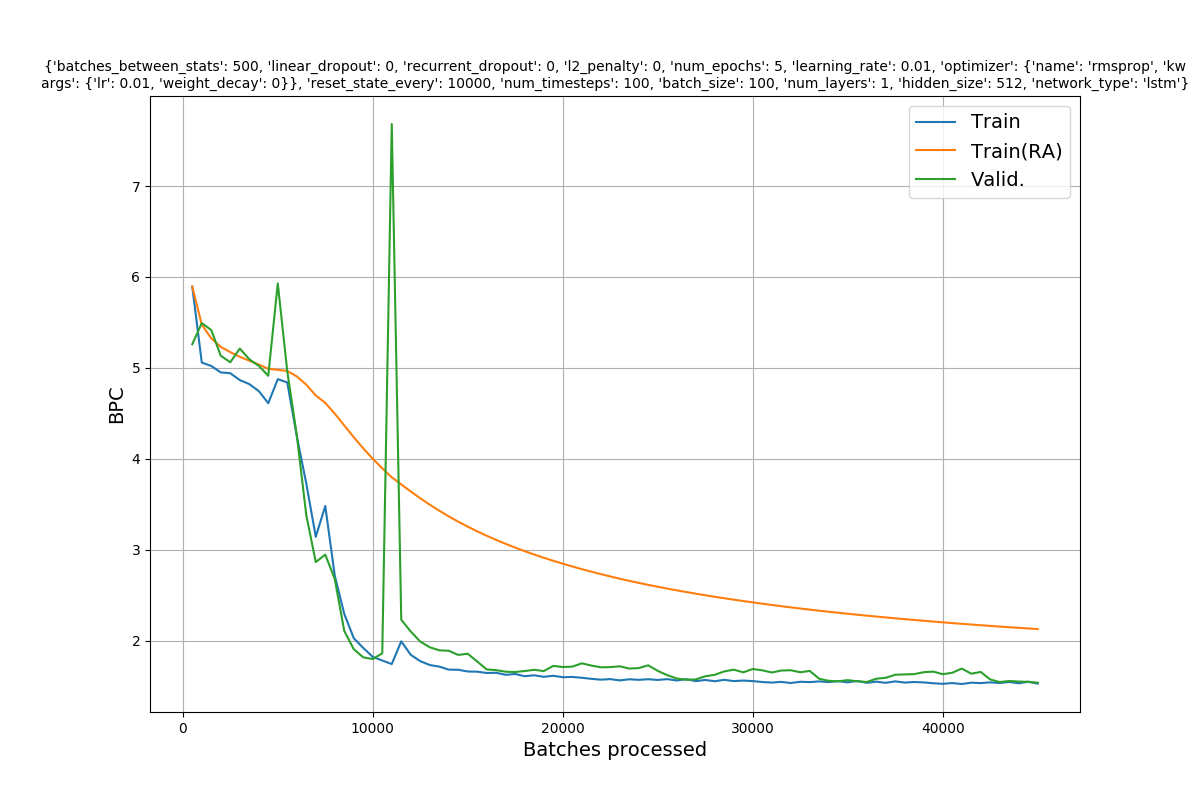 {'batches_between_stats': 500, 'linear_dropout': 0, 'recurrent_dropout': 0, 'l2_penalty': 0, 'num_epochs': 5, 'learning_rate': 0.01, 'optimizer': {'name': 'rmsprop', 'kw
args': {'lr': 0.01, 'weight_decay': 0}}, 'reset_state_every': 10000, 'num_timesteps': 100, 'batch_size': 100, 'num_layers': 1, 'hidden_size': 512, 'network_type': 'lstm'}
Train
Train(RA)
Valid.
7
6
5
4
3
2
BPC
0 10000 20000 30000 40000
Batches processed